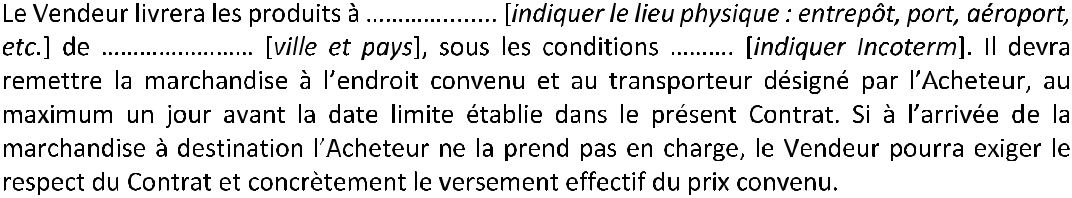 Le Vendeur livrera les produits à ………….…..... [indiquer le lieu physique : entrepôt, port, aéroport,
etc.] de …………………… [ville et pays], sous les conditions ………. [indiquer Incoterm]. Il devra
remettre la marchandise à l’endroit convenu et au transporteur désigné par l’Acheteur, au
maximum un jour avant la date limite établie dans le présent Contrat. Si à l’arrivée de la
marchandise à destination l’Acheteur ne la prend pas en charge, le Vendeur pourra exiger le
respect du Contrat et concrètement le versement effectif du prix convenu.